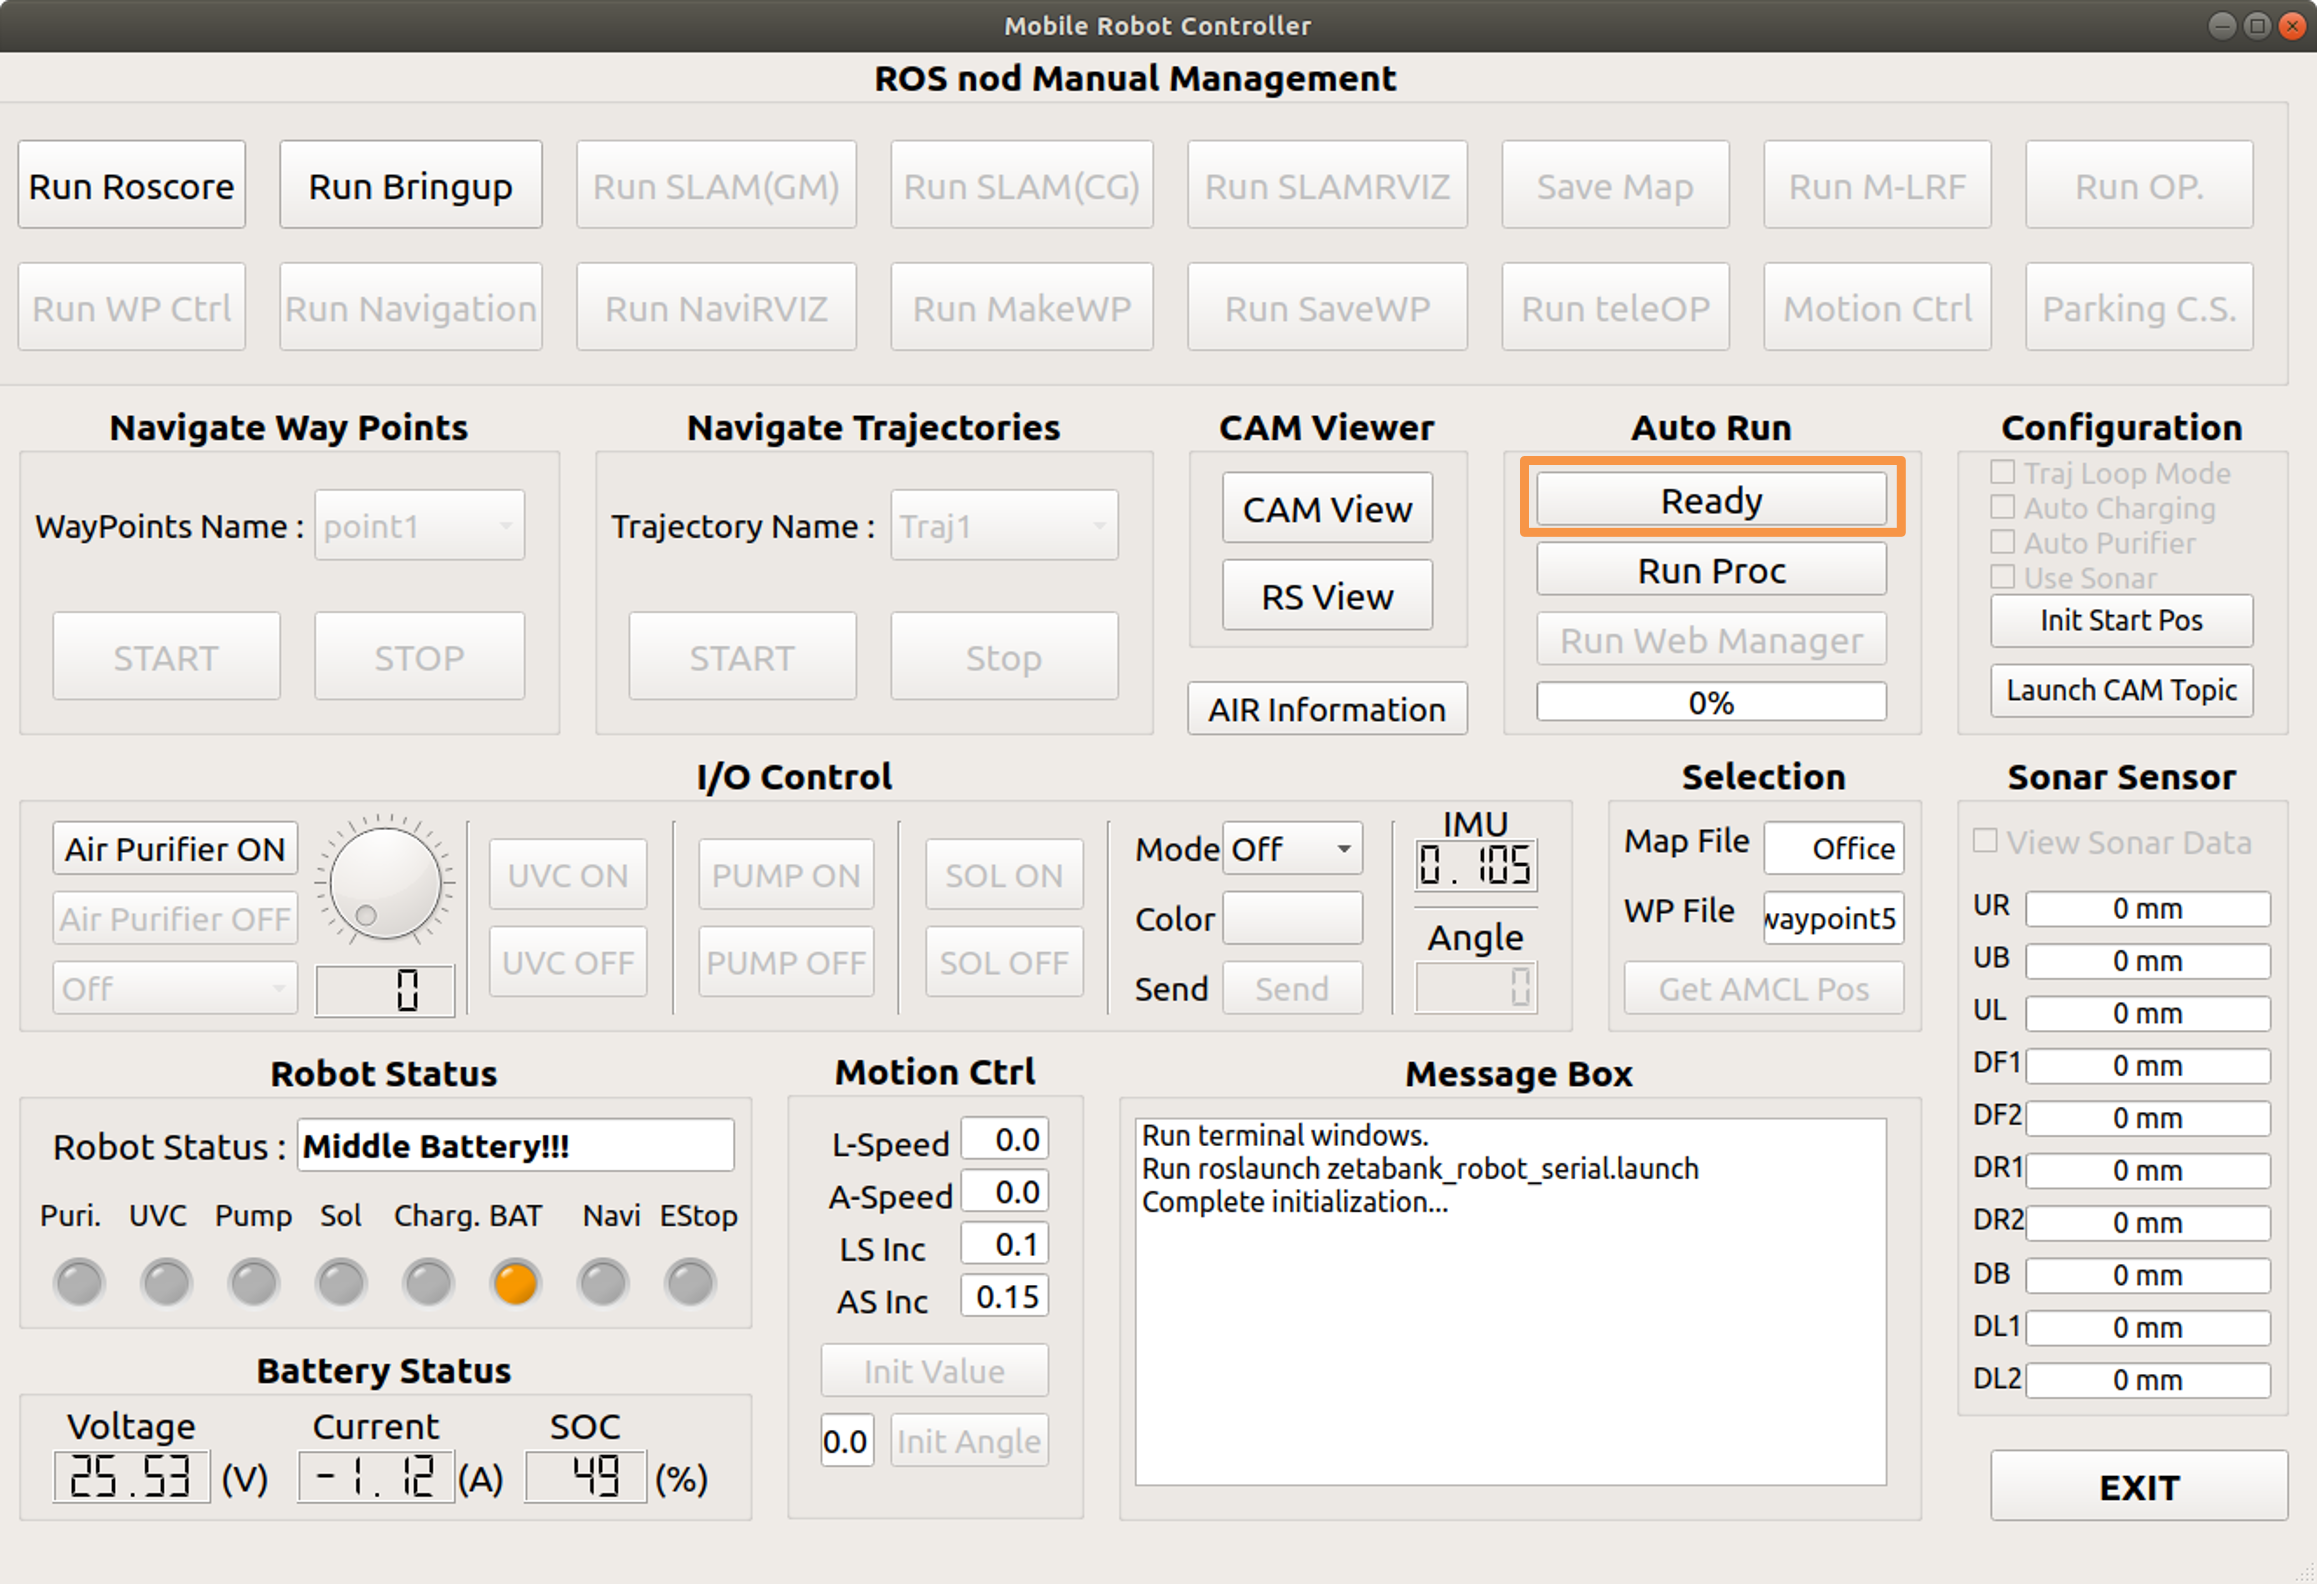 Mobile Robot Controller
ROS nod Manual Management
Run Roscore Run Bringup Run SLAM(GM) Run SLAM(CG) Run SLAMRVIZ Save Map Run M-LRF Run OP.
Run WP Ctrl Run Navigation Run NaviRVIZ Run MakeWP Run SaveWP Run teleOP Motion Ctrl Parking C.S.
Navigate Way Points
WayPoints Name : point1
START STOP
Navigate Trajectories
Trajectory Name : Traj1
START Stop
CAM Viewer
CAM View
RS View
AIR Information
Auto Run
Ready
Run Proc
Run Web Manager
0%
Configuration
Traj Loop Mode
Auto Charging
Auto Purifier
Use Sonar
Init Start Pos
Launch CAM Topic
I/O Control
Air Purifier ON
Air Purifier OFF
Off
0
UVC ON
UVC OFF
PUMP ON
PUMP OFF
SOL ON
SOL OFF
Mode Off
Color
Send Send
IMU
0.105
Angle
0
Selection
Map File Office
WP File waypoint5
Get AMCL Pos
Sonar Sensor
View Sonar Data
UR 0 mm
UB 0 mm
UL 0 mm
DF1 0 mm
DF2 0 mm
DR1 0 mm
DR2 0 mm
DB 0 mm
DL1 0 mm
DL2 0 mm
Robot Status
Robot Status : Middle Battery!!!
Puri. UVC Pump Sol Charg. BAT Navi EStop
Battery Status
Voltage Current SOC
25.53 (V) -1.12 (A) 49 (%)
Motion Ctrl
L-Speed 0.0
A-Speed 0.0
LS Inc 0.1
AS Inc 0.15
Init Value
0.0 Init Angle
Message Box
Run terminal windows.
Run roslaunch zetabank_robot_serial.launch
Complete initialization...
EXIT